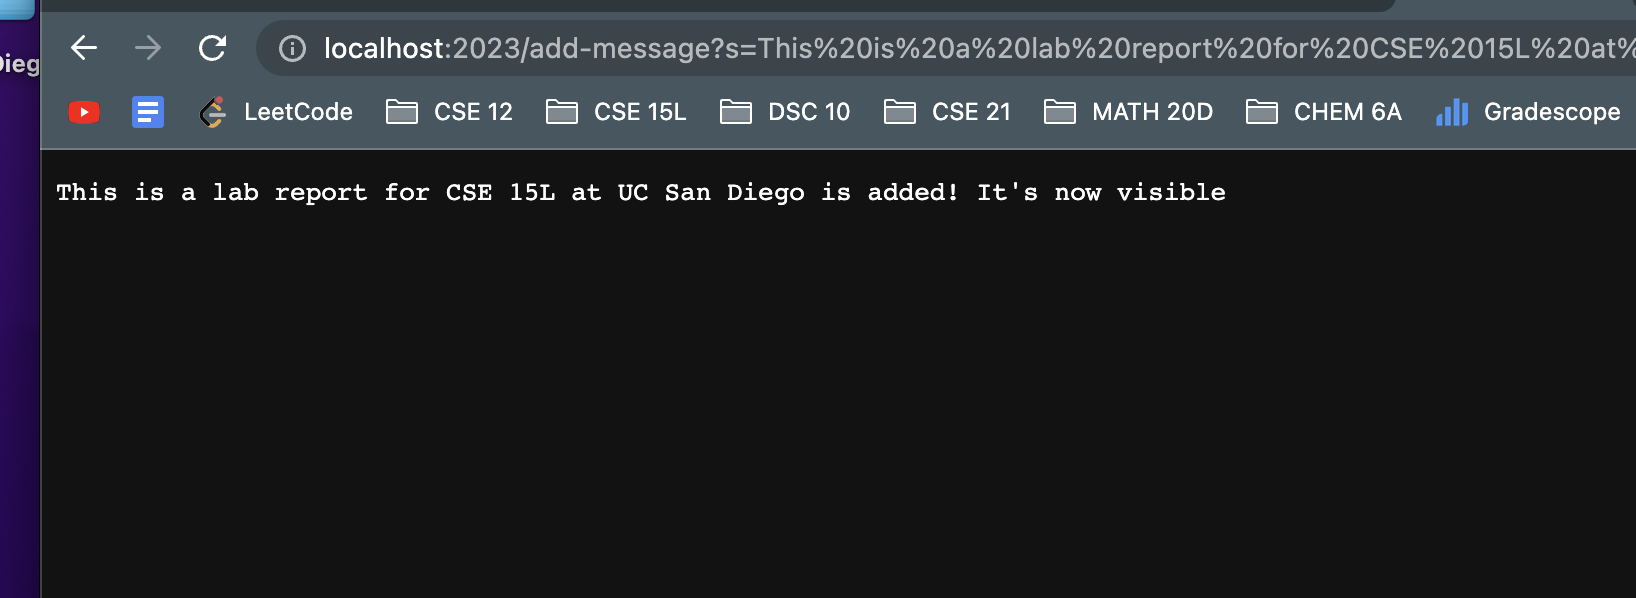 localhost:2023/add-message?s=This%20is%20a%20lab%20report%20for%20CSE%2015L%20at%
LeetCode CSE 12 CSE 15L DSC 10 CSE 21 MATH 20D CHEM 6A Gradescope
This is a lab report for CSE 15L at UC San Diego is added! It's now visible